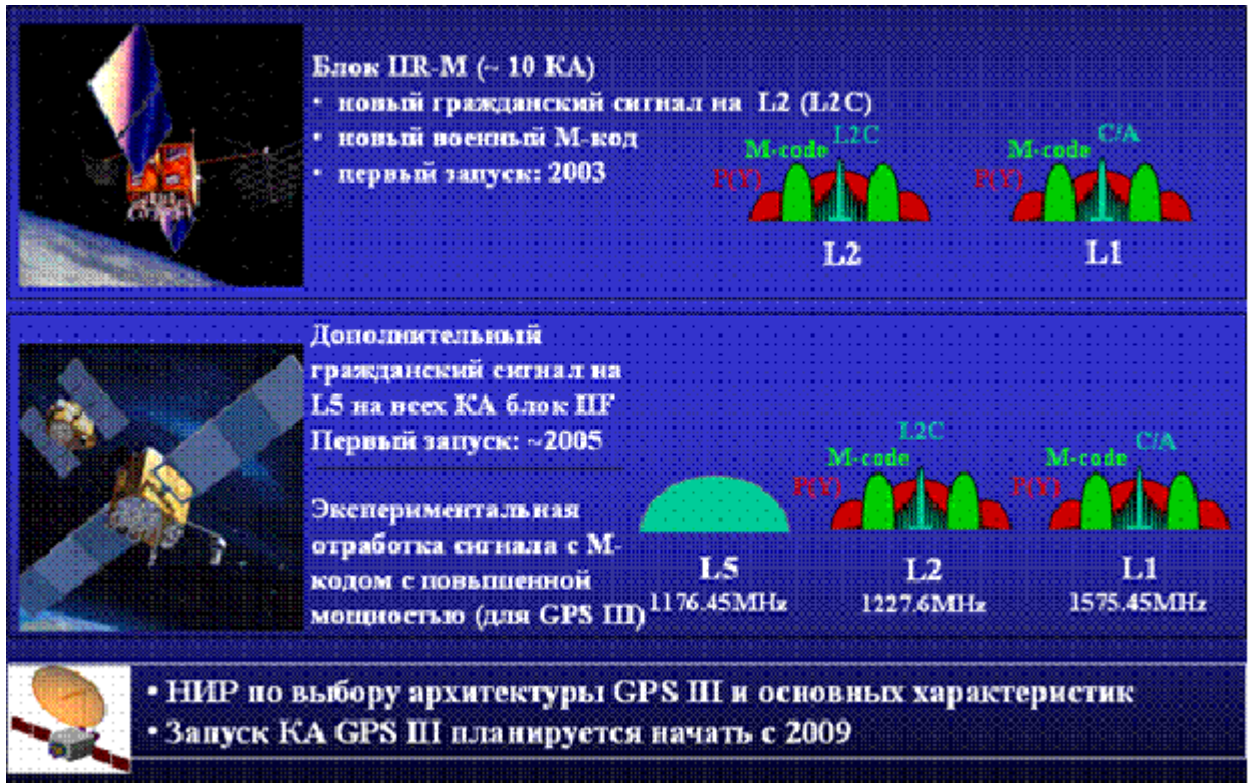 Блок IIR-M (~ 10 КА)
• новый гражданский сигнал на L2 (L2C)
• новый военный М-код
• первый запуск: 2003
L2C
M-code
P(Y)
L2
C/A
M-code
P(Y)
L1
Дополнительный
гражданский сигнал на
L5 на всех КА блок IIF
Первый запуск: ~2005
Экспериментальная
отработка сигнала с М-
кодом с повышенной
мощностью (для GPS III)
L5
1176.45MHz
L2C
M-code
P(Y)
L2
1227.6MHz
C/A
M-code
P(Y)
L1
1575.45MHz
• НИР по выбору архитектуры GPS III и основных характеристик
• Запуск КА GPS III планируется начать с 2009